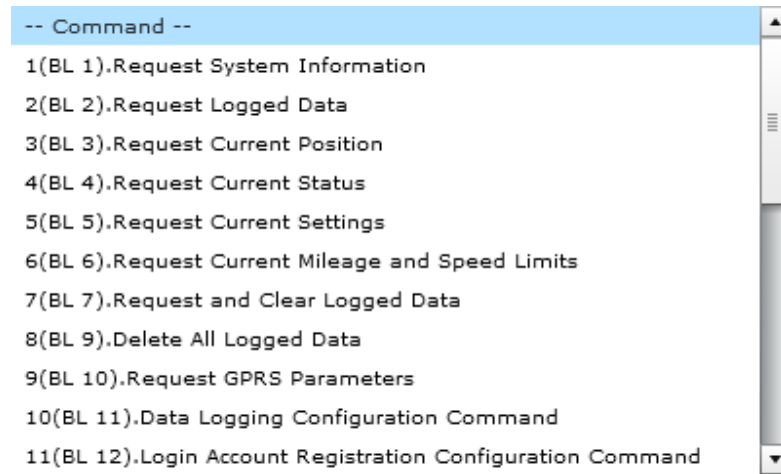 -- Command --
1(BL 1).Request System Information
2(BL 2).Request Logged Data
3(BL 3).Request Current Position
4(BL 4).Request Current Status
5(BL 5).Request Current Settings
6(BL 6).Request Current Mileage and Speed Limits
7(BL 7).Request and Clear Logged Data
8(BL 9).Delete All Logged Data
9(BL 10).Request GPRS Parameters
10(BL 11).Data Logging Configuration Command
11(BL 12).Login Account Registration Configuration Command